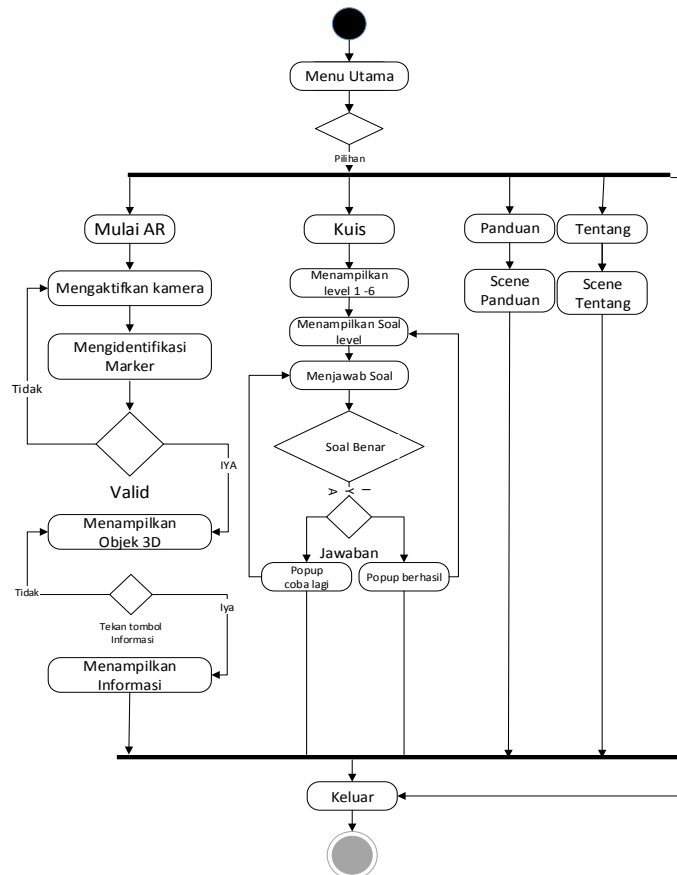 Menu Utama
Pilihan
Mulai AR
Kuis
Panduan
Tentang
Mengaktifkan kamera
Menampilkan
level 1 -6
Scene
Panduan
Scene
Tentang
Menampilkan Soal
level
Mengidentifikasi
Marker
Menjawab Soal
Tidak
Soal Benar
IYA
Valid
IYA
Menampilkan
Objek 3D
Jawaban
Popup
coba lagi
Popup berhasil
Tidak
Iya
Tekan tombol
Informasi
Menampilkan
Informasi
Keluar